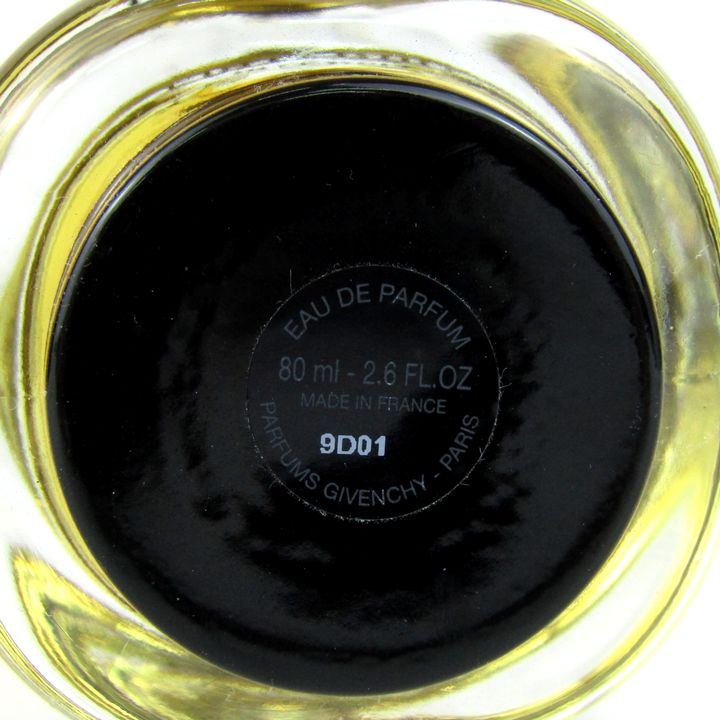 EAU DE PARFUM
80 ml - 2.6 FL.OZ
MADE IN FRANCE
9D01
PARFUMS GIVENCHY - PARIS